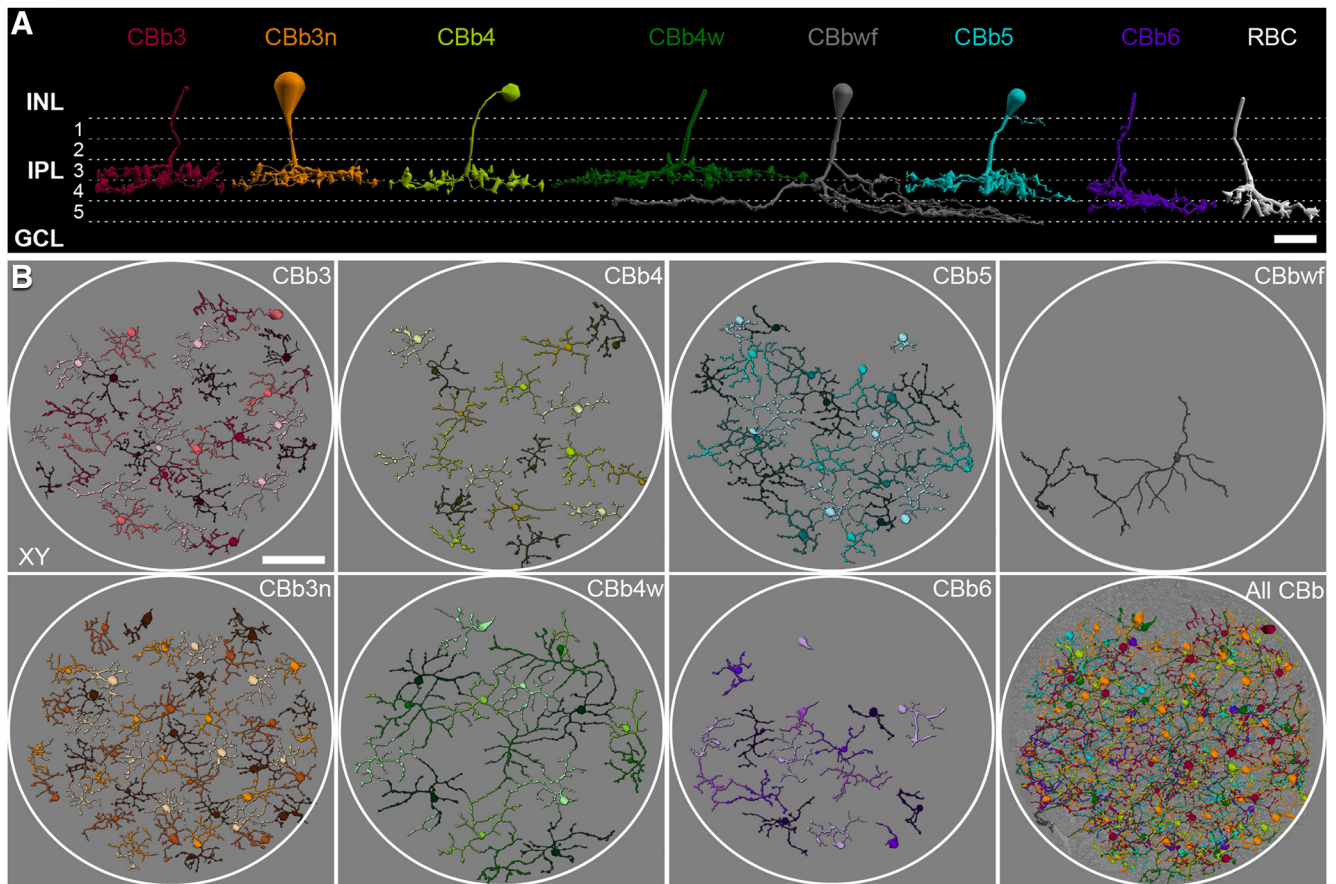 A
CBb3 CBb3n CBb4 CBb4w CBbwf CBb5 CBb6 RBC
INL
1
2
IPL 3
4
5
GCL
B
CBb3 CBb4 CBb5 CBbwf
XY
CBb3n CBb4w CBb6 All CBb